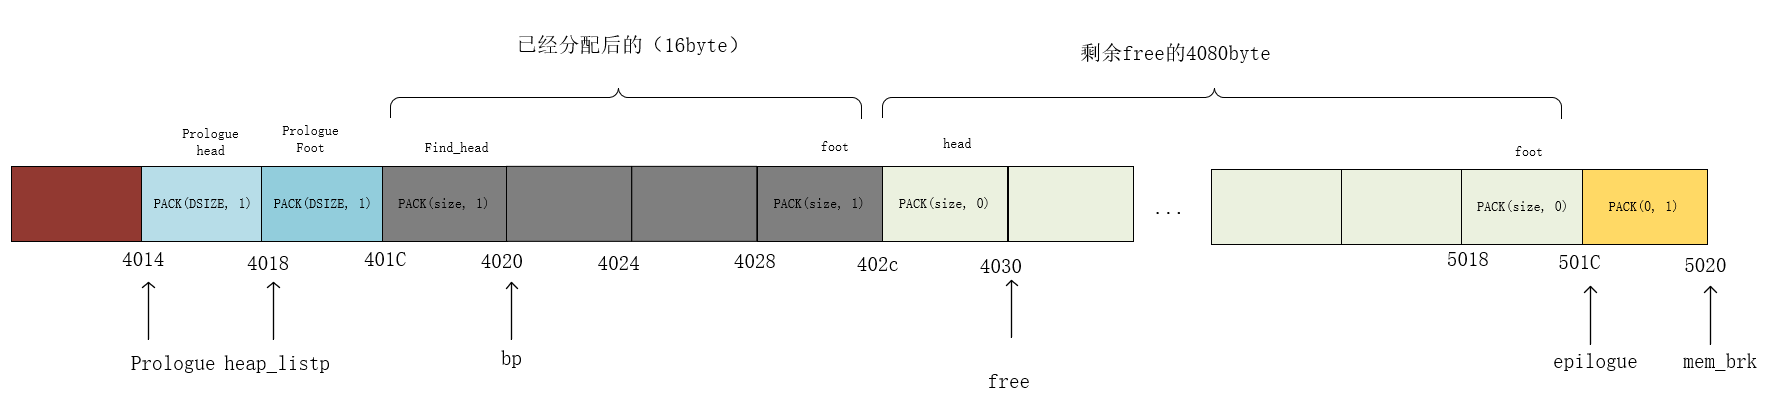 已经分配后的（16byte）
剩余free的4080byte
Prologue
head
Prologue
Foot
Find_head
foot
head
foot
PACK(DSIZE, 1)
PACK(DSIZE, 1)
PACK(size, 1)
PACK(size, 1)
PACK(size, 0)
...
PACK(size, 0)
PACK(0, 1)
4014
4018
401C
4020
4024
4028
402c
4030
5018
501C
5020
Prologue
heap_listp
bp
free
epilogue
mem_brk